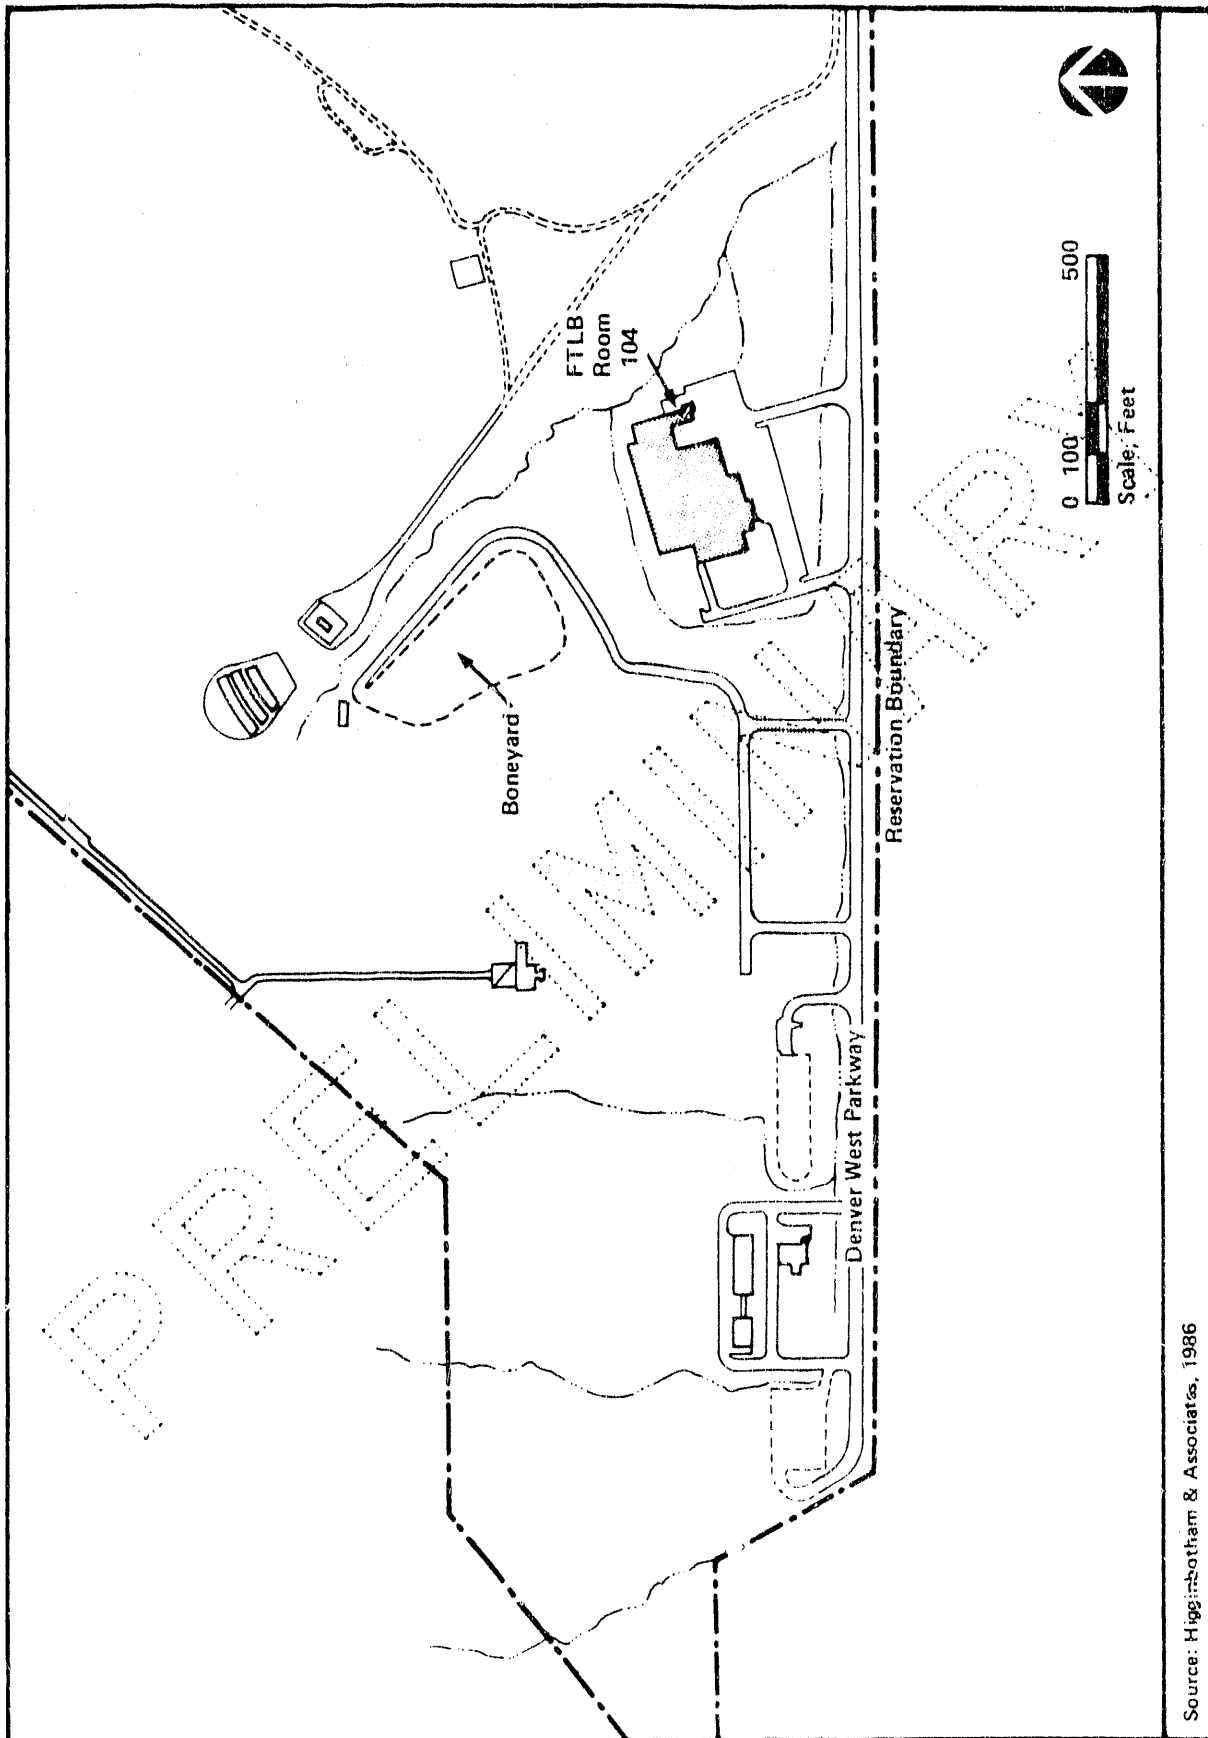 PRELIMINARY
FTLB
Room
104
Boneyard
Reservation Boundary
Denver West Parkway
0 100 500
Scale, Feet
Source: Higginbotham & Associates, 1986